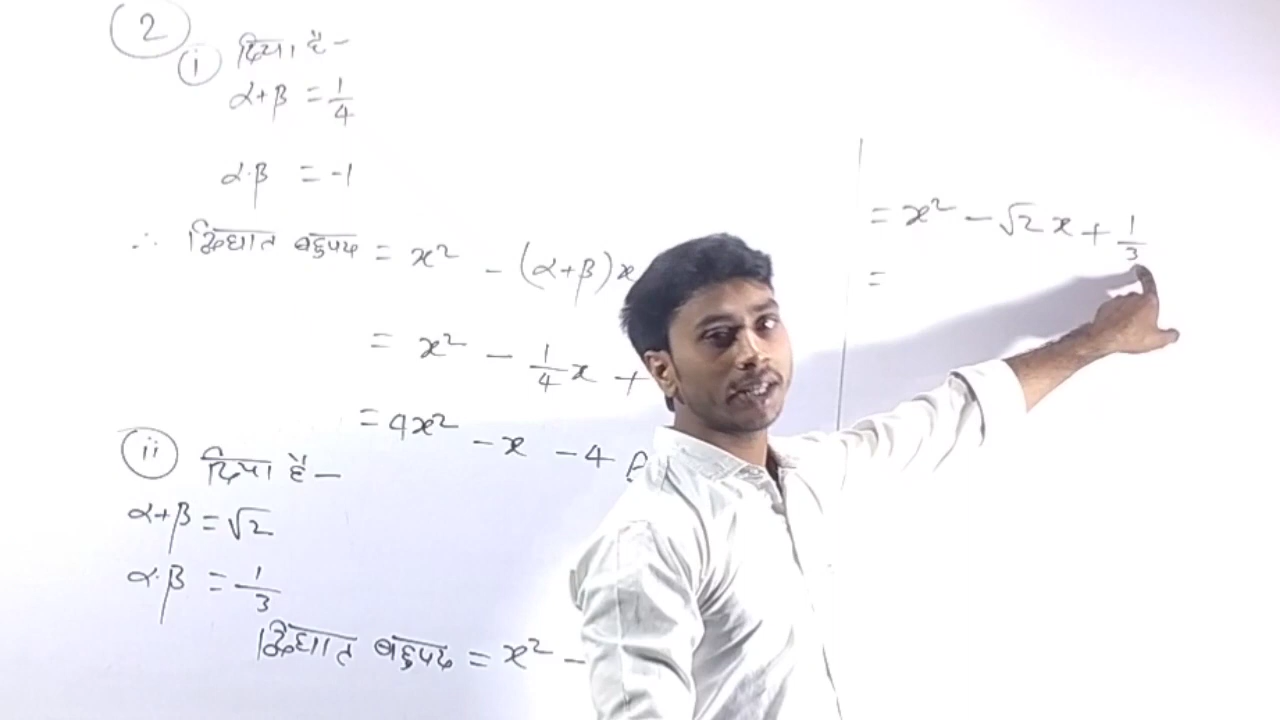 2
i दिया है -
α+β = 1/4
α.β = -1
∴ द्विघात बहुपद = x² - (α+β)x
= x² - 1/4 x +
= 4x² - x - 4
ii दिया है -
α+β = √2
α.β = 1/3
द्विघात बहुपद = x² -
= x² - √2 x + 1/3
=